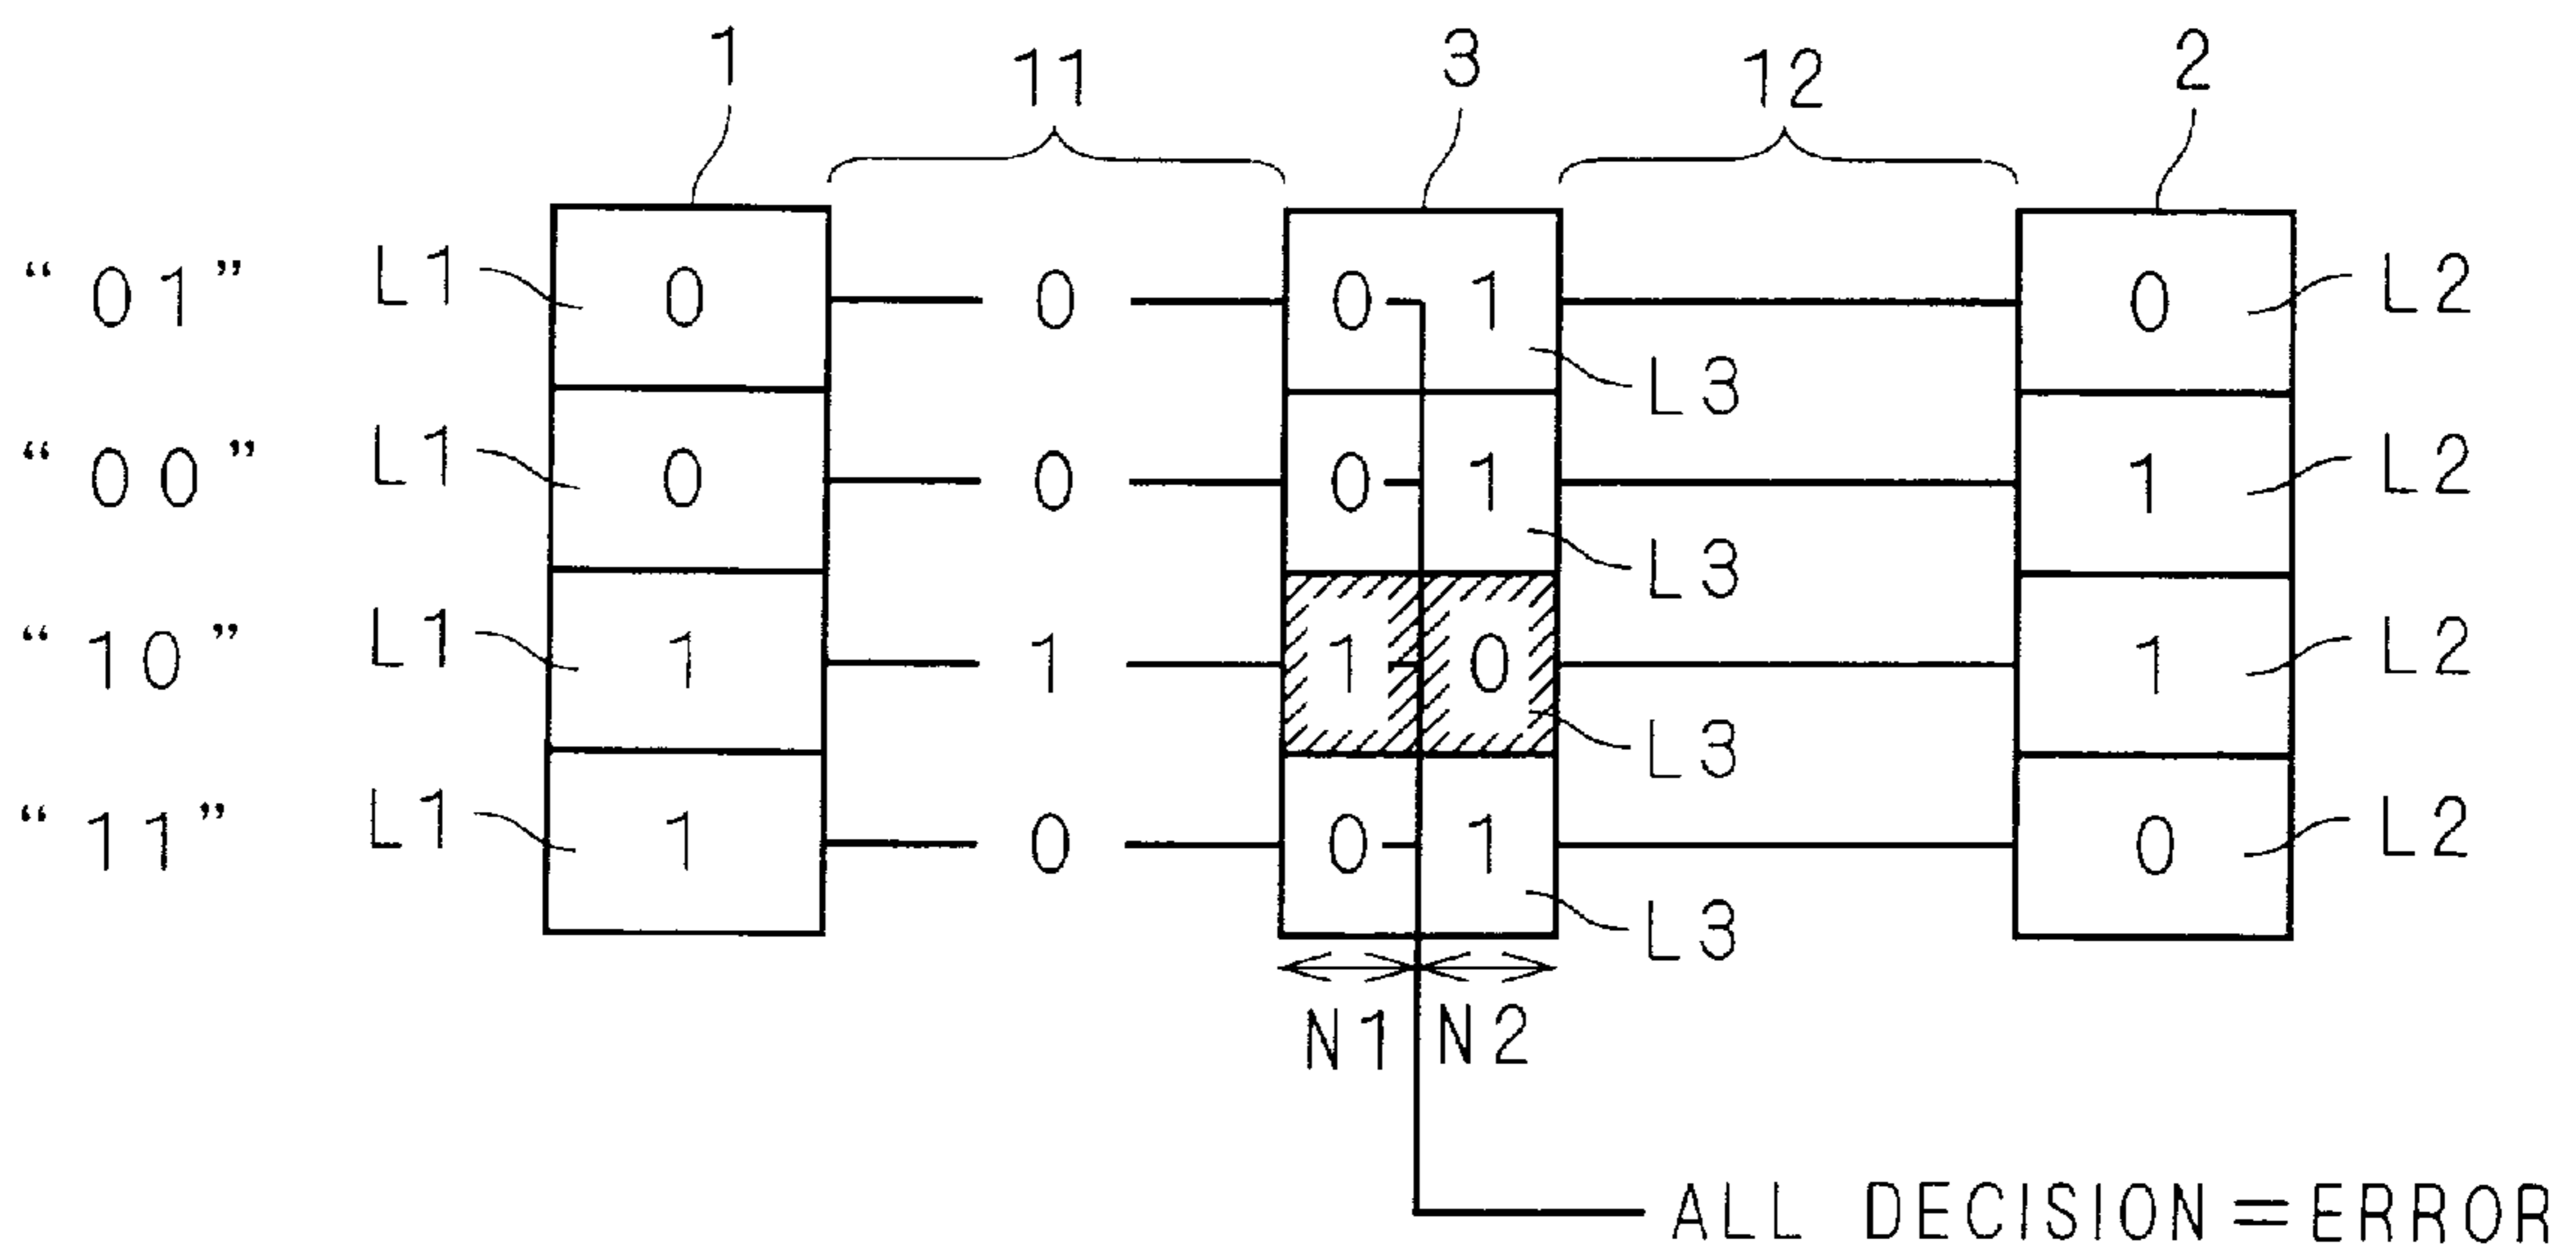 1 11 3 12 2
“01” L1 0 0 0 1 0 L2
L3
“00” L1 0 0 0 1 1 L2
L3
“10” L1 1 1 1 0 1 L2
L3
“11” L1 1 0 0 1 0 L2
L3
N1 N2
ALL DECISION=ERROR